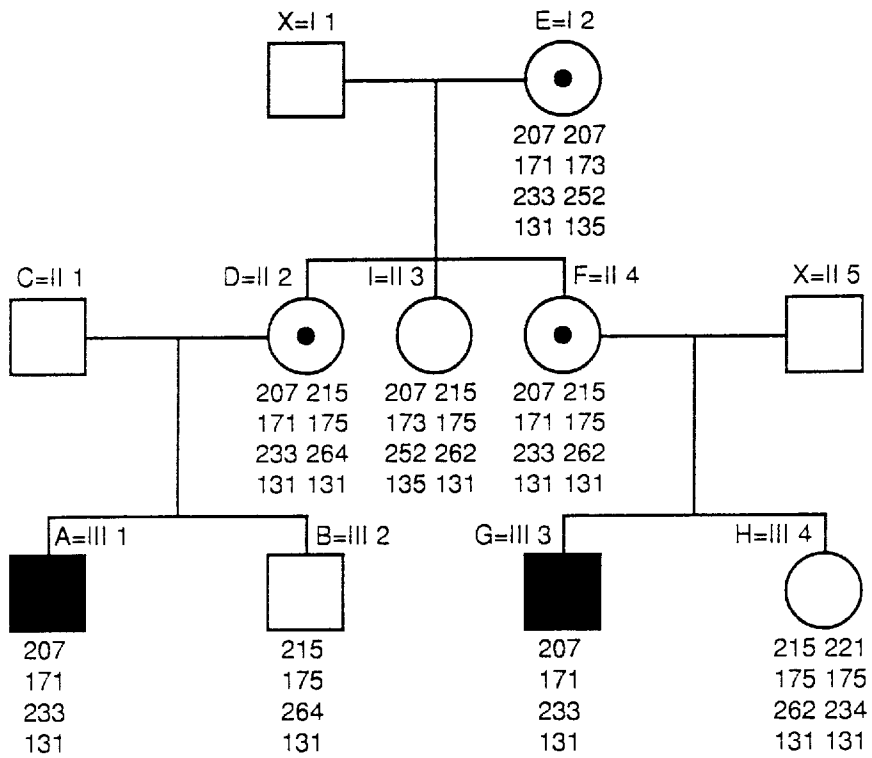 X=I 1 E=I 2
207 207
171 173
233 252
131 135
C=II 1 D=II 2 I=II 3 F=II 4 X=II 5
207 215 207 215 207 215
171 175 173 175 171 175
233 264 252 262 233 262
131 131 135 131 131 131
A=III 1 B=III 2 G=III 3 H=III 4
207 215 207 215 221
171 175 171 175 175
233 264 233 262 234
131 131 131 131 131